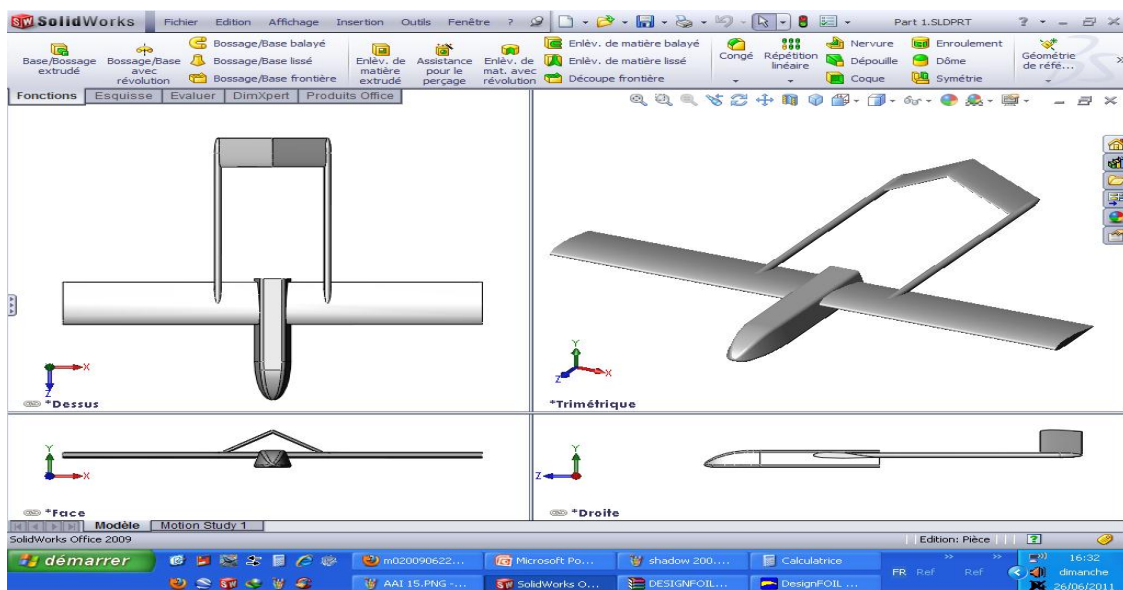 SolidWorks Fichier Edition Affichage Insertion Outils Fenêtre ? Part 1.SLDPRT ?
Base/Bossage extrudé
Bossage/Base avec révolution
Bossage/Base balayé
Bossage/Base lissé
Bossage/Base frontière
Enlèv. de matière extrudé
Assistance pour le perçage
Enlèv. de mat. avec révolution
Enlèv. de matière balayé
Enlèv. de matière lissé
Découpe frontière
Congé
Répétition linéaire
Nervure
Dépouille
Coque
Enroulement
Dôme
Symétrie
Géométrie de réfé...
Fonctions Esquisse Evaluer DimXpert Produits Office
X
Z
*Dessus
Y
Z
X
*Trimétrique
Y
X
*Face
Y
Z
*Droite
Modèle Motion Study 1
SolidWorks Office 2009 Edition: Pièce ?
démarrer m020090622... Microsoft Po... shadow 200.... Calculatrice 16:32
FR Ref Ref dimanche
AAI 15.PNG -... SolidWorks O... DESIGNFOIL ... DesignFOIL ... 26/06/2011